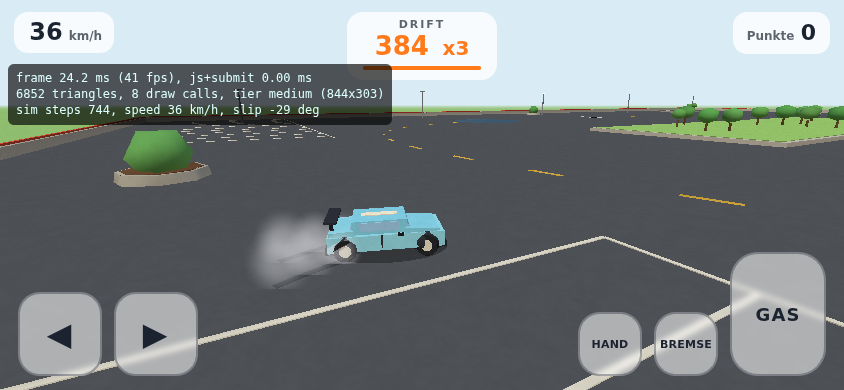 36 km/h
DRIFT
384 x3
Punkte 0
frame 24.2 ms (41 fps), js+submit 0.00 ms
6852 triangles, 8 draw calls, tier medium (844x303)
sim steps 744, speed 36 km/h, slip -29 deg
◀ ▶
HAND
BREMSE
GAS